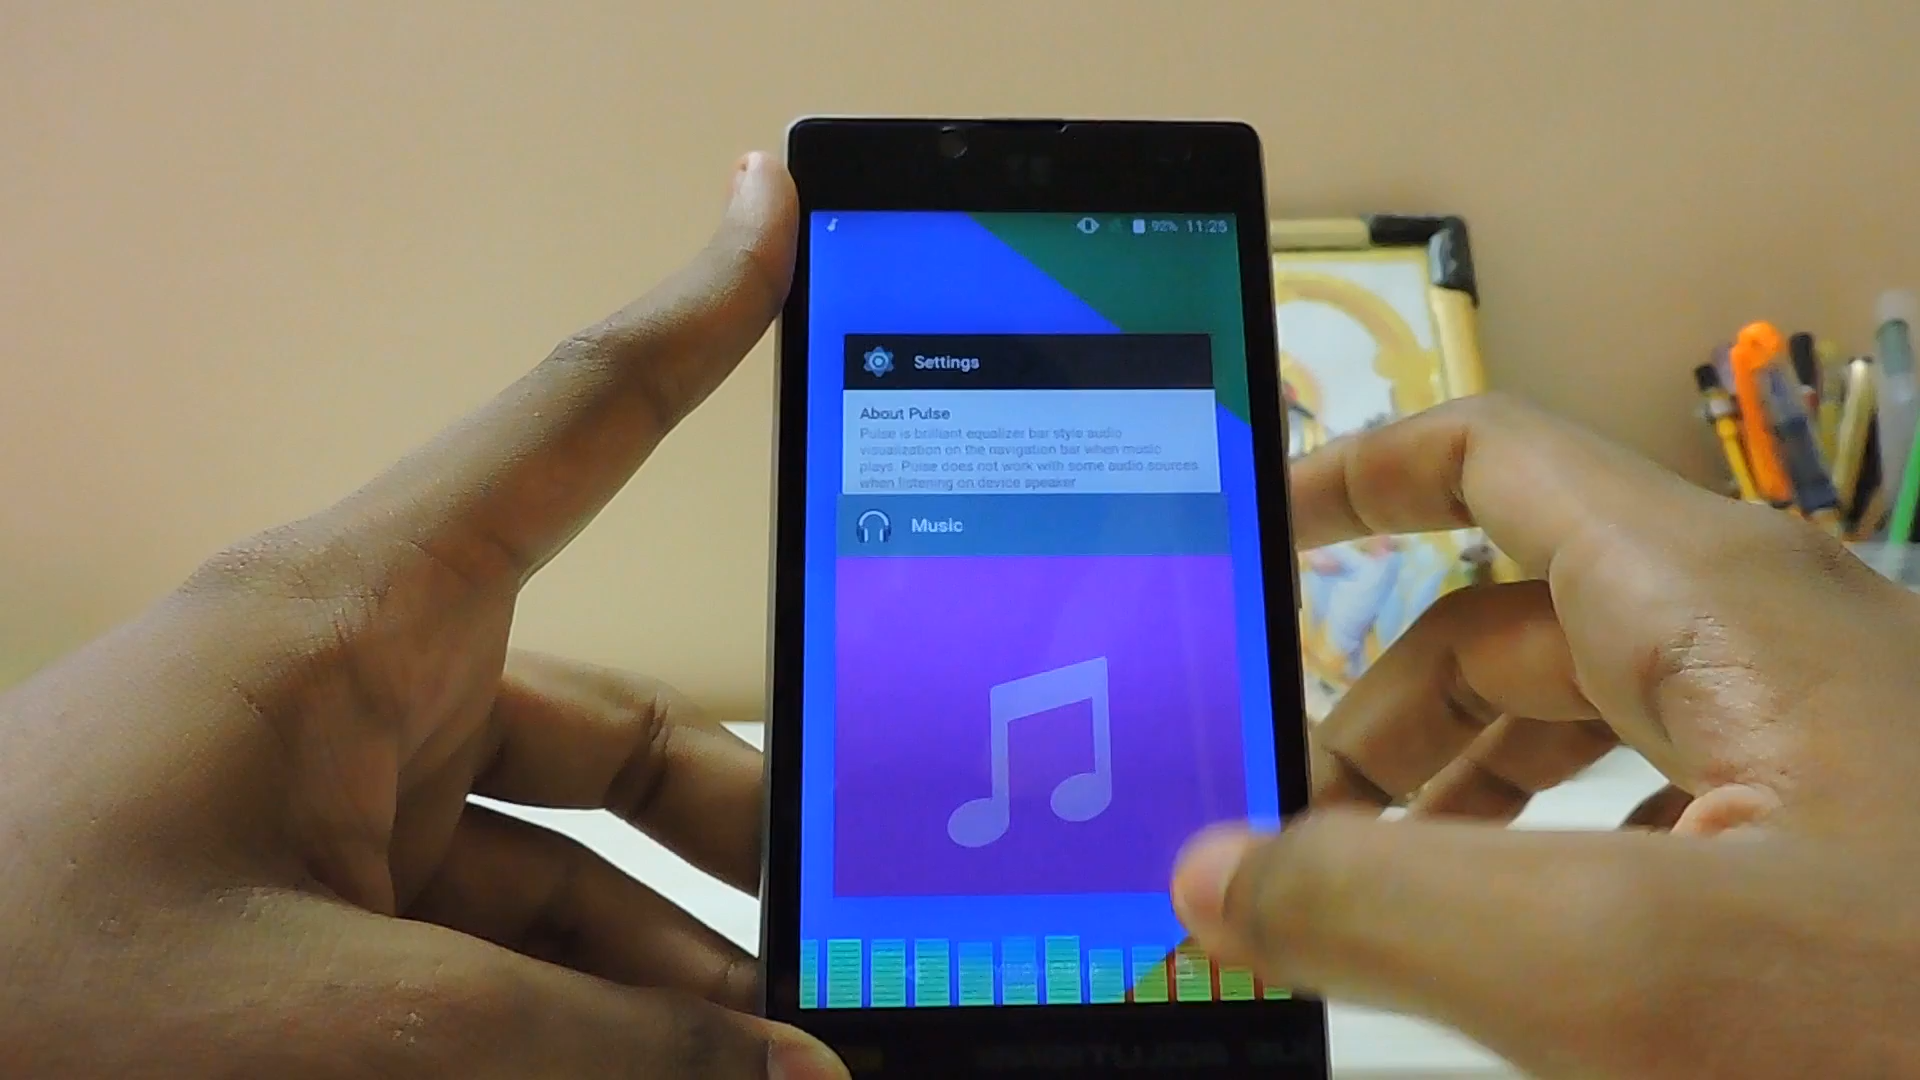 92% 11:25
Settings
About Pulse
Pulse is brilliant equalizer bar style audio
visualization on the navigation bar when music
plays. Pulse does not work with some audio sources
when listening on device speaker
Music